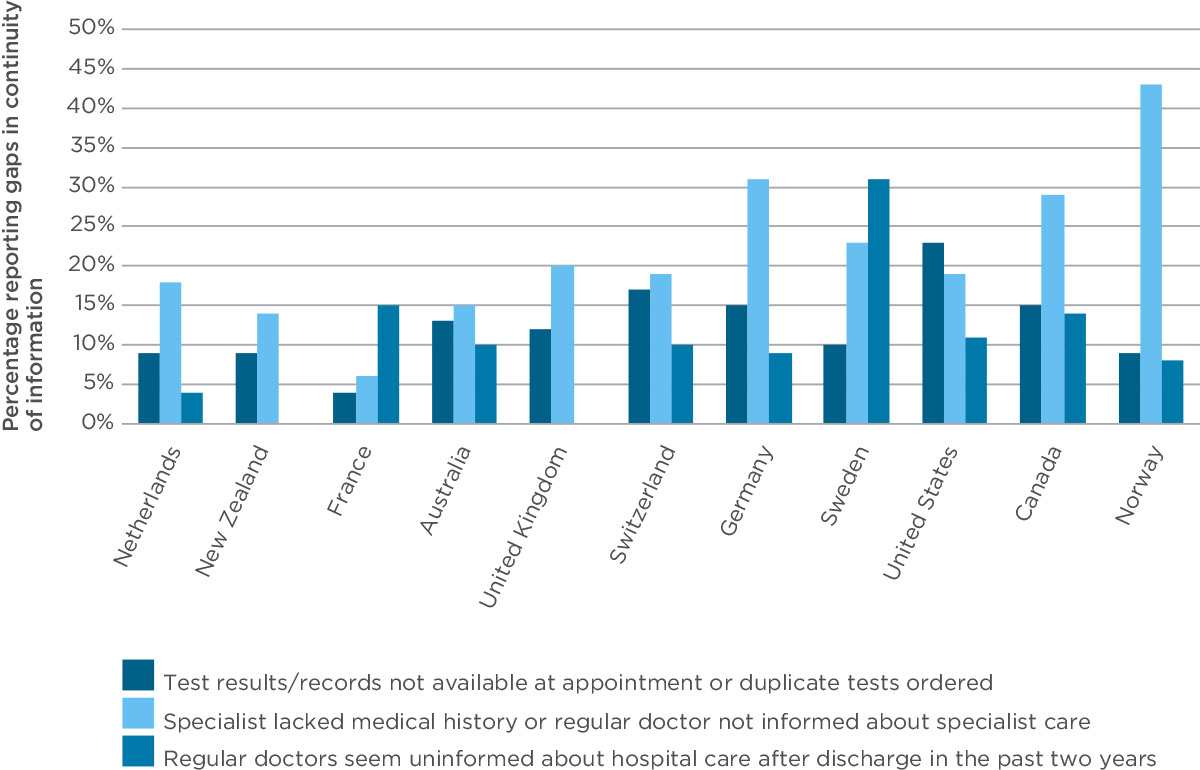 Percentage reporting gaps in continuity
of information
50%
45%
40%
35%
30%
25%
20%
15%
10%
5%
0%
Netherlands
New Zealand
France
Australia
United Kingdom
Switzerland
Germany
Sweden
United States
Canada
Norway
Test results/records not available at appointment or duplicate tests ordered
Specialist lacked medical history or regular doctor not informed about specialist care
Regular doctors seem uninformed about hospital care after discharge in the past two years